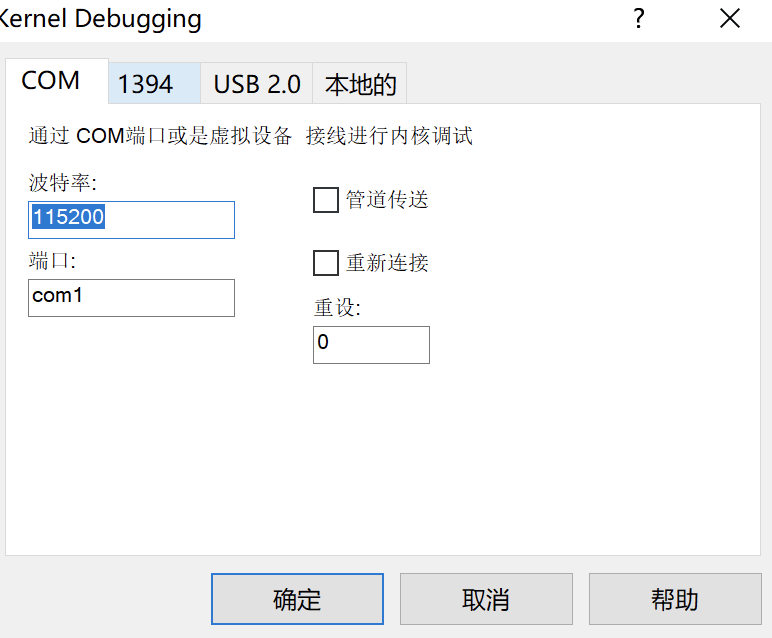 Kernel Debugging
COM 1394 USB 2.0 本地的
通过 COM端口或是虚拟设备 接线进行内核调试
波特率:
115200
管道传送
端口:
com1
重新连接
重设:
0
确定 取消 帮助